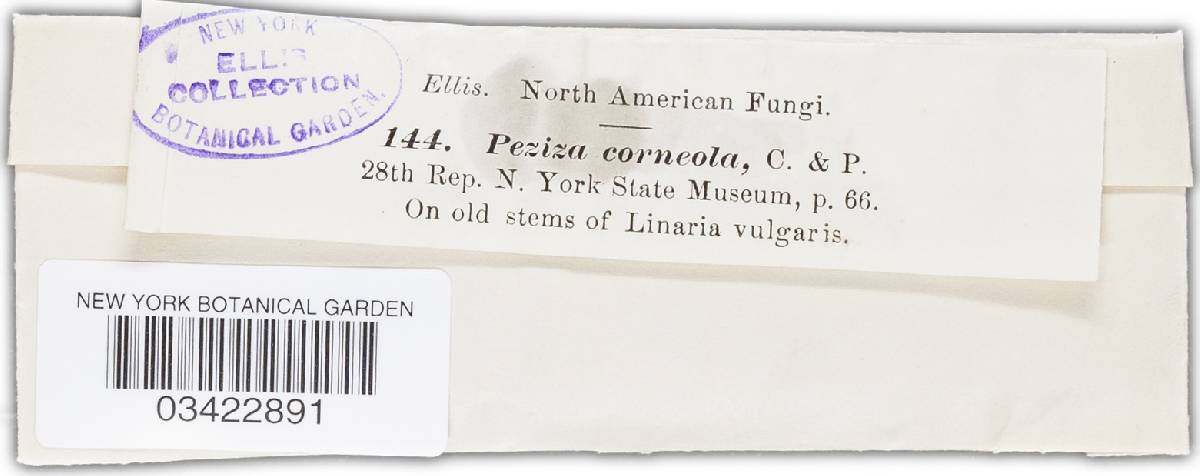 NEW YORK
ELLIS
COLLECTION
BOTANICAL GARDEN.
Ellis. North American Fungi.
144. Peziza corneola, C. & P.
28th Rep. N. York State Museum, p. 66.
On old stems of Linaria vulgaris.
NEW YORK BOTANICAL GARDEN
03422891